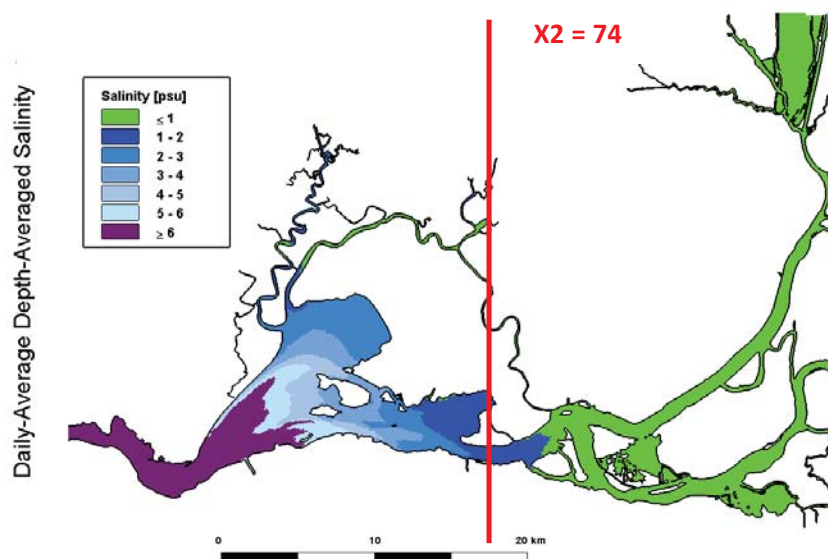 X2 = 74
Daily-Average Depth-Averaged Salinity
Salinity [psu]
≤ 1
1 - 2
2 - 3
3 - 4
4 - 5
5 - 6
≥ 6
0 10 20 km